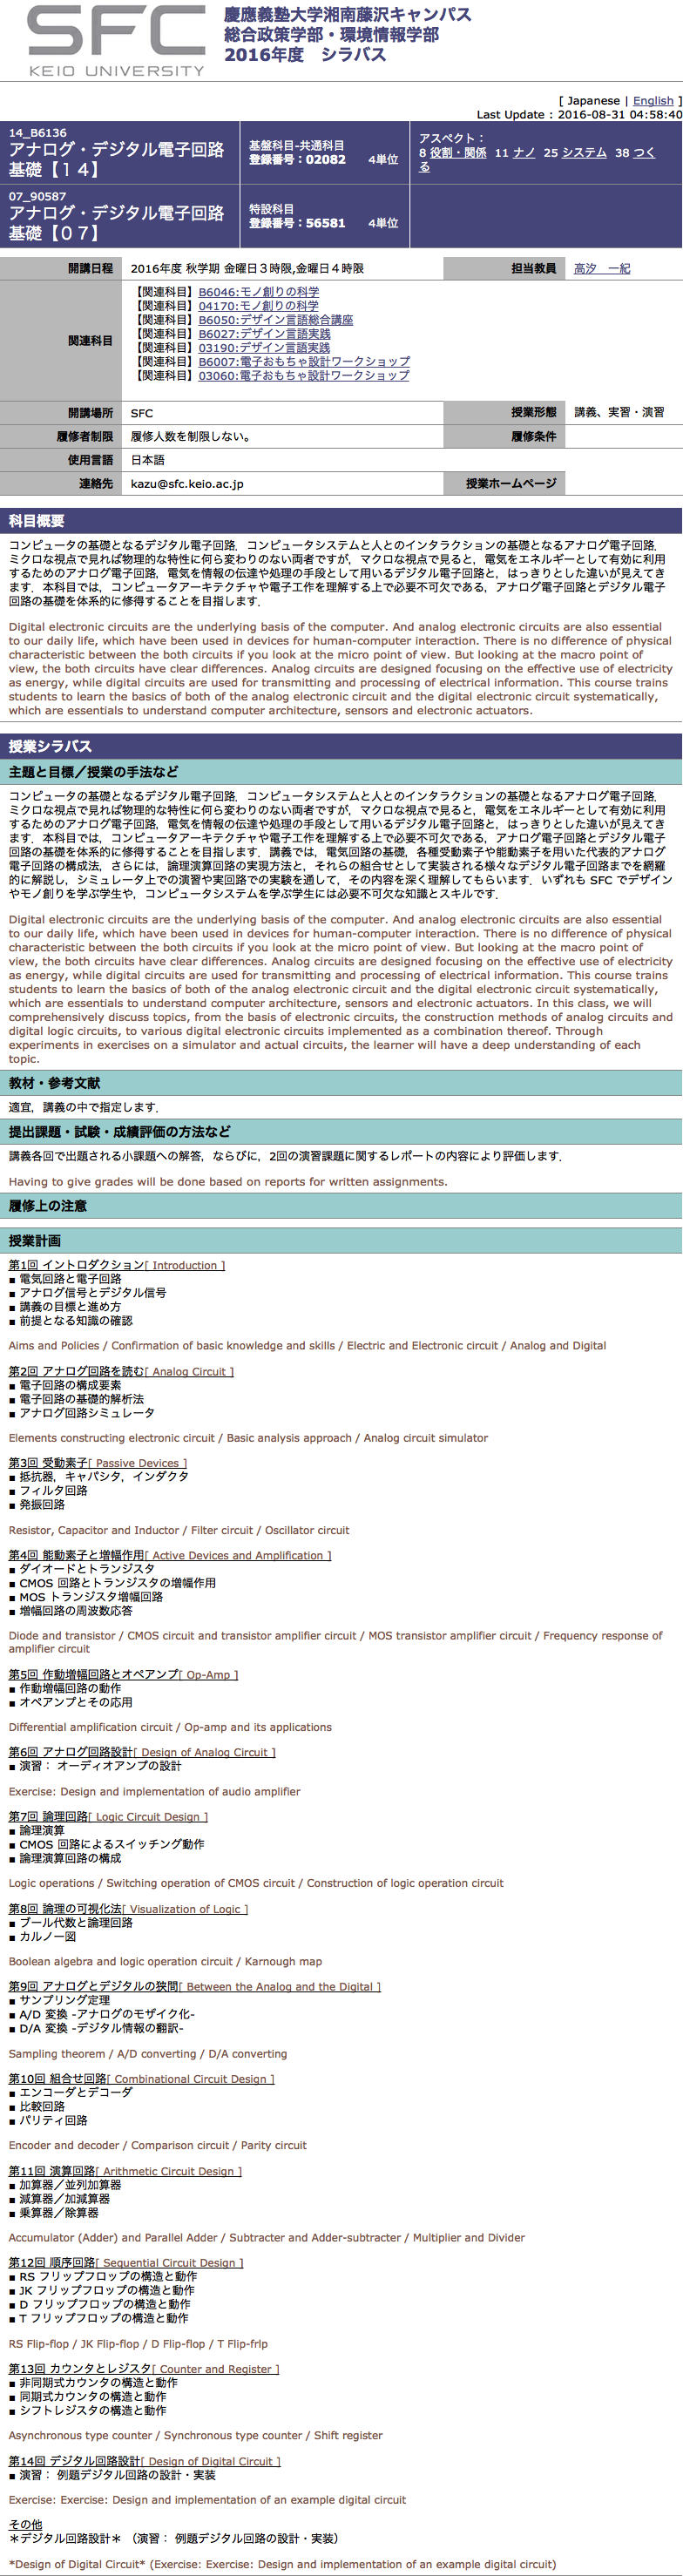 SFC
KEIO UNIVERSITY
慶應義塾大学湘南藤沢キャンパス
総合政策学部・環境情報学部
2016年度　シラバス
[ Japanese | English ]
Last Update : 2016-08-31 04:58:40
14_B6136
アナログ・デジタル電子回路
基礎【１４】
基盤科目-共通科目
登録番号：02082　4単位
アスペクト：
8 役割・関係 11 ナノ 25 システム 38 つく
る
07_90587
アナログ・デジタル電子回路
基礎【０７】
特設科目
登録番号：56581　4単位
開講日程 2016年度 秋学期 金曜日３時限,金曜日４時限 担当教員 高汐　一紀
関連科目
【関連科目】B6046:モノ創りの科学
【関連科目】04170:モノ創りの科学
【関連科目】B6050:デザイン言語総合講座
【関連科目】B6027:デザイン言語実践
【関連科目】03190:デザイン言語実践
【関連科目】B6007:電子おもちゃ設計ワークショップ
【関連科目】03060:電子おもちゃ設計ワークショップ
開講場所 SFC 授業形態 講義、実習・演習
履修者制限 履修人数を制限しない。 履修条件
使用言語 日本語
連絡先 kazu@sfc.keio.ac.jp 授業ホームページ
科目概要
コンピュータの基礎となるデジタル電子回路．コンピュータシステムと人とのインタラクションの基礎となるアナログ電子回路．
ミクロな視点で見れば物理的な特性に何ら変わりのない両者ですが，マクロな視点で見ると，電気をエネルギーとして有効に利用
するためのアナログ電子回路，電気を情報の伝達や処理の手段として用いるデジタル電子回路と，はっきりとした違いが見えてき
ます．本科目では，コンピュータアーキテクチャや電子工作を理解する上で必要不可欠である，アナログ電子回路とデジタル電子
回路の基礎を体系的に修得することを目指します．
Digital electronic circuits are the underlying basis of the computer. And analog electronic circuits are also essential
to our daily life, which have been used in devices for human-computer interaction. There is no difference of physical
characteristic between the both circuits if you look at the micro point of view. But looking at the macro point of
view, the both circuits have clear differences. Analog circuits are designed focusing on the effective use of electricity
as energy, while digital circuits are used for transmitting and processing of electrical information. This course trains
students to learn the basics of both of the analog electronic circuit and the digital electronic circuit systematically,
which are essentials to understand computer architecture, sensors and electronic actuators.
授業シラバス
主題と目標／授業の手法など
コンピュータの基礎となるデジタル電子回路．コンピュータシステムと人とのインタラクションの基礎となるアナログ電子回路．
ミクロな視点で見れば物理的な特性に何ら変わりのない両者ですが，マクロな視点で見ると，電気をエネルギーとして有効に利用
するためのアナログ電子回路，電気を情報の伝達や処理の手段として用いるデジタル電子回路と，はっきりとした違いが見えてき
ます．本科目では，コンピュータアーキテクチャや電子工作を理解する上で必要不可欠である，アナログ電子回路とデジタル電子
回路の基礎を体系的に修得することを目指します．講義では，電気回路の基礎，各種受動素子や能動素子を用いた代表的アナログ
電子回路の構成法，さらには，論理演算回路の実現方法と，それらの組合せとして実装される様々なデジタル電子回路までを網羅
的に解説し，シミュレータ上での演習や実回路での実験を通して，その内容を深く理解してもらいます．いずれも SFC でデザイン
やモノ創りを学ぶ学生や，コンピュータシステムを学ぶ学生には必要不可欠な知識とスキルです．
Digital electronic circuits are the underlying basis of the computer. And analog electronic circuits are also essential
to our daily life, which have been used in devices for human-computer interaction. There is no difference of physical
characteristic between the both circuits if you look at the micro point of view. But looking at the macro point of
view, the both circuits have clear differences. Analog circuits are designed focusing on the effective use of electricity
as energy, while digital circuits are used for transmitting and processing of electrical information. This course trains
students to learn the basics of both of the analog electronic circuit and the digital electronic circuit systematically,
which are essentials to understand computer architecture, sensors and electronic actuators. In this class, we will
comprehensively discuss topics, from the basis of electronic circuits, the construction methods of analog circuits and
digital logic circuits, to various digital electronic circuits implemented as a combination thereof. Through
experiments in exercises on a simulator and actual circuits, the learner will have a deep understanding of each
topic.
教材・参考文献
適宜，講義の中で指定します．
提出課題・試験・成績評価の方法など
講義各回で出題される小課題への解答，ならびに，2回の演習課題に関するレポートの内容により評価します．
Having to give grades will be done based on reports for written assignments.
履修上の注意
授業計画
第1回 イントロダクション[ Introduction ]
■ 電気回路と電子回路
■ アナログ信号とデジタル信号
■ 講義の目標と進め方
■ 前提となる知識の確認
Aims and Policies / Confirmation of basic knowledge and skills / Electric and Electronic circuit / Analog and Digital
第2回 アナログ回路を読む[ Analog Circuit ]
■ 電子回路の構成要素
■ 電子回路の基礎的解析法
■ アナログ回路シミュレータ
Elements constructing electronic circuit / Basic analysis approach / Analog circuit simulator
第3回 受動素子[ Passive Devices ]
■ 抵抗器，キャパシタ，インダクタ
■ フィルタ回路
■ 発振回路
Resistor, Capacitor and Inductor / Filter circuit / Oscillator circuit
第4回 能動素子と増幅作用[ Active Devices and Amplification ]
■ ダイオードとトランジスタ
■ CMOS 回路とトランジスタの増幅作用
■ MOS トランジスタ増幅回路
■ 増幅回路の周波数応答
Diode and transistor / CMOS circuit and transistor amplifier circuit / MOS transistor amplifier circuit / Frequency response of
amplifier circuit
第5回 作動増幅回路とオペアンプ[ Op-Amp ]
■ 作動増幅回路の動作
■ オペアンプとその応用
Differential amplification circuit / Op-amp and its applications
第6回 アナログ回路設計[ Design of Analog Circuit ]
■ 演習： オーディオアンプの設計
Exercise: Design and implementation of audio amplifier
第7回 論理回路[ Logic Circuit Design ]
■ 論理演算
■ CMOS 回路によるスイッチング動作
■ 論理演算回路の構成
Logic operations / Switching operation of CMOS circuit / Construction of logic operation circuit
第8回 論理の可視化法[ Visualization of Logic ]
■ ブール代数と論理回路
■ カルノー図
Boolean algebra and logic operation circuit / Karnough map
第9回 アナログとデジタルの狭間[ Between the Analog and the Digital ]
■ サンプリング定理
■ A/D 変換 -アナログのモザイク化-
■ D/A 変換 -デジタル情報の翻訳-
Sampling theorem / A/D converting / D/A converting
第10回 組合せ回路[ Combinational Circuit Design ]
■ エンコーダとデコーダ
■ 比較回路
■ パリティ回路
Encoder and decoder / Comparison circuit / Parity circuit
第11回 演算回路[ Arithmetic Circuit Design ]
■ 加算器／並列加算器
■ 減算器／加減算器
■ 乗算器／除算器
Accumulator (Adder) and Parallel Adder / Subtracter and Adder-subtracter / Multiplier and Divider
第12回 順序回路[ Sequential Circuit Design ]
■ RS フリップフロップの構造と動作
■ JK フリップフロップの構造と動作
■ D フリップフロップの構造と動作
■ T フリップフロップの構造と動作
RS Flip-flop / JK Flip-flop / D Flip-flop / T Flip-frlp
第13回 カウンタとレジスタ[ Counter and Register ]
■ 非同期式カウンタの構造と動作
■ 同期式カウンタの構造と動作
■ シフトレジスタの構造と動作
Asynchronous type counter / Synchronous type counter / Shift register
第14回 デジタル回路設計[ Design of Digital Circuit ]
■ 演習： 例題デジタル回路の設計・実装
Exercise: Exercise: Design and implementation of an example digital circuit
その他
＊デジタル回路設計＊ （演習： 例題デジタル回路の設計・実装）
*Design of Digital Circuit* (Exercise: Exercise: Design and implementation of an example digital circuit)